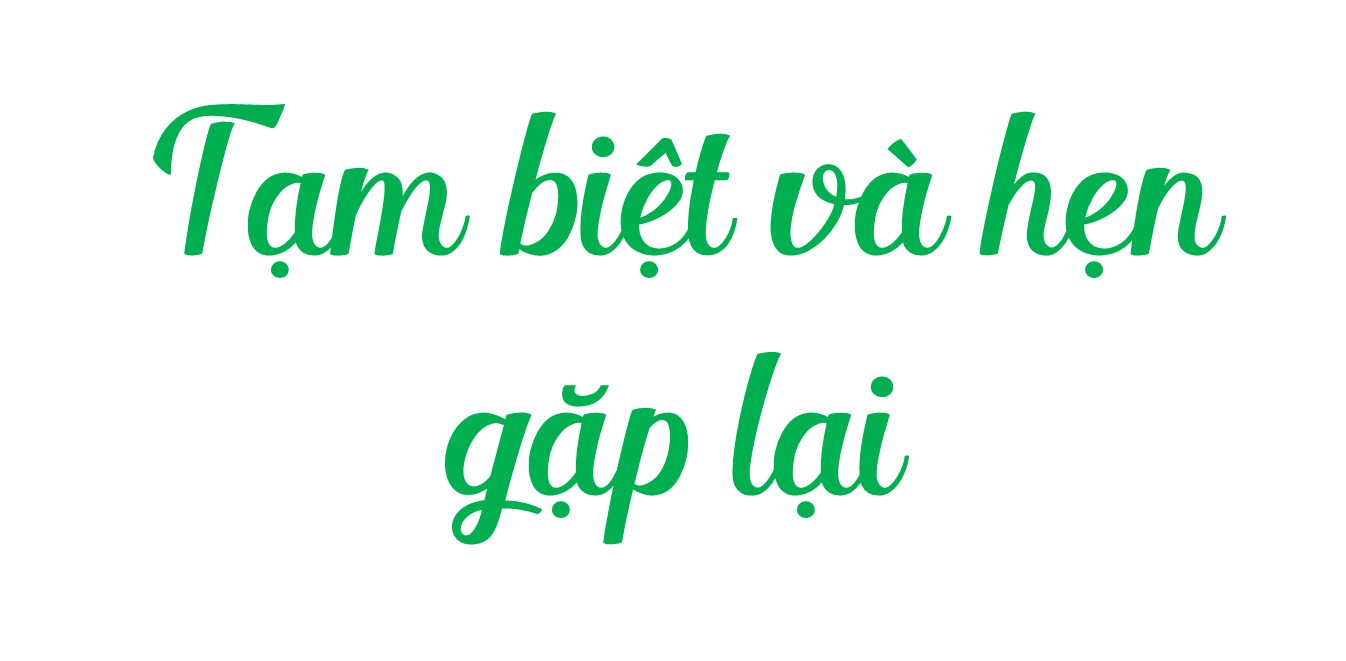 Tạm biệt và hẹn
gặp lại